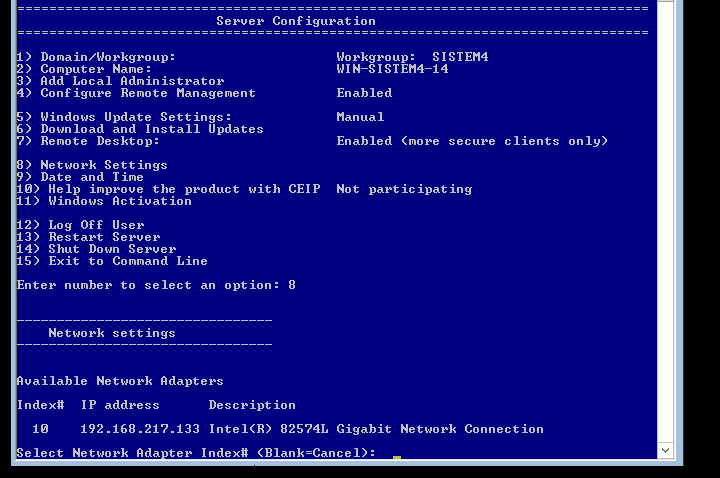 ===============================================================================
Server Configuration
===============================================================================
1) Domain/Workgroup: Workgroup: SISTEM4
2) Computer Name: WIN-SISTEM4-14
3) Add Local Administrator
4) Configure Remote Management Enabled
5) Windows Update Settings: Manual
6) Download and Install Updates
7) Remote Desktop: Enabled (more secure clients only)
8) Network Settings
9) Date and Time
10) Help improve the product with CEIP Not participating
11) Windows Activation
12) Log Off User
13) Restart Server
14) Shut Down Server
15) Exit to Command Line
Enter number to select an option: 8
--------------------------------
Network settings
--------------------------------
Available Network Adapters
Index# IP address Description
10 192.168.217.133 Intel(R) 82574L Gigabit Network Connection
Select Network Adapter Index# (Blank=Cancel): _